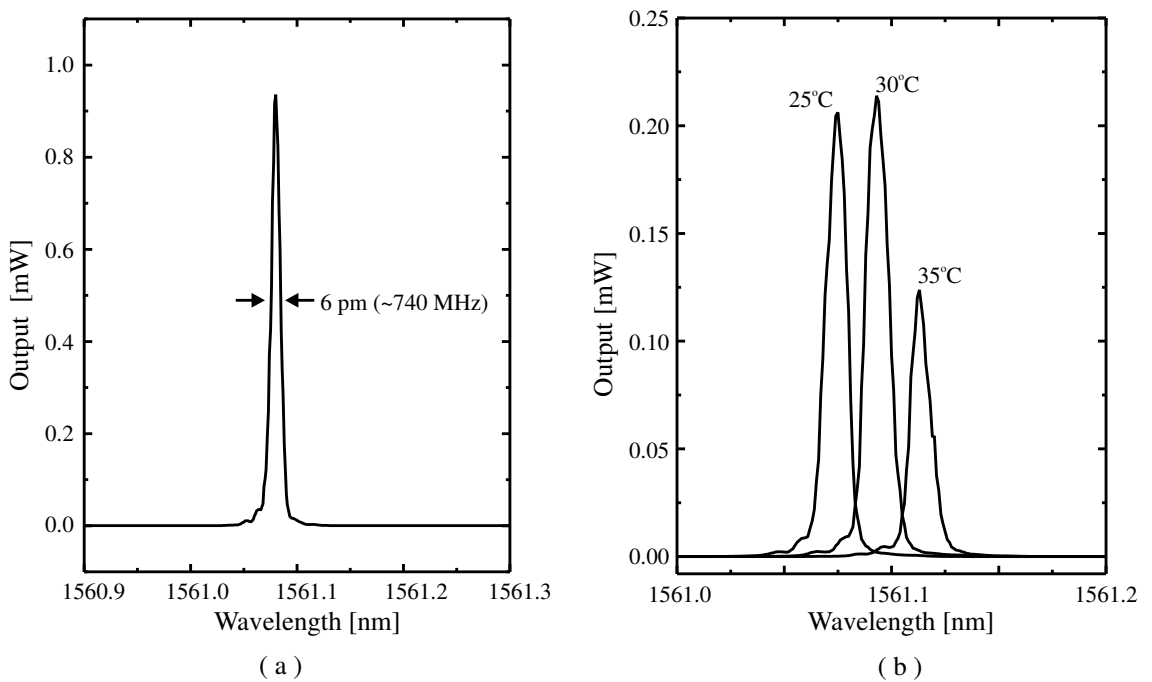 1.0
0.8
0.6
0.4
0.2
0.0
Output [mW]
6 pm (~740 MHz)
1560.9 1561.0 1561.1 1561.2 1561.3
Wavelength [nm]
( a )
0.25
0.20
0.15
0.10
0.05
0.00
Output [mW]
25°C
30°C
35°C
1561.0 1561.1 1561.2
Wavelength [nm]
( b )